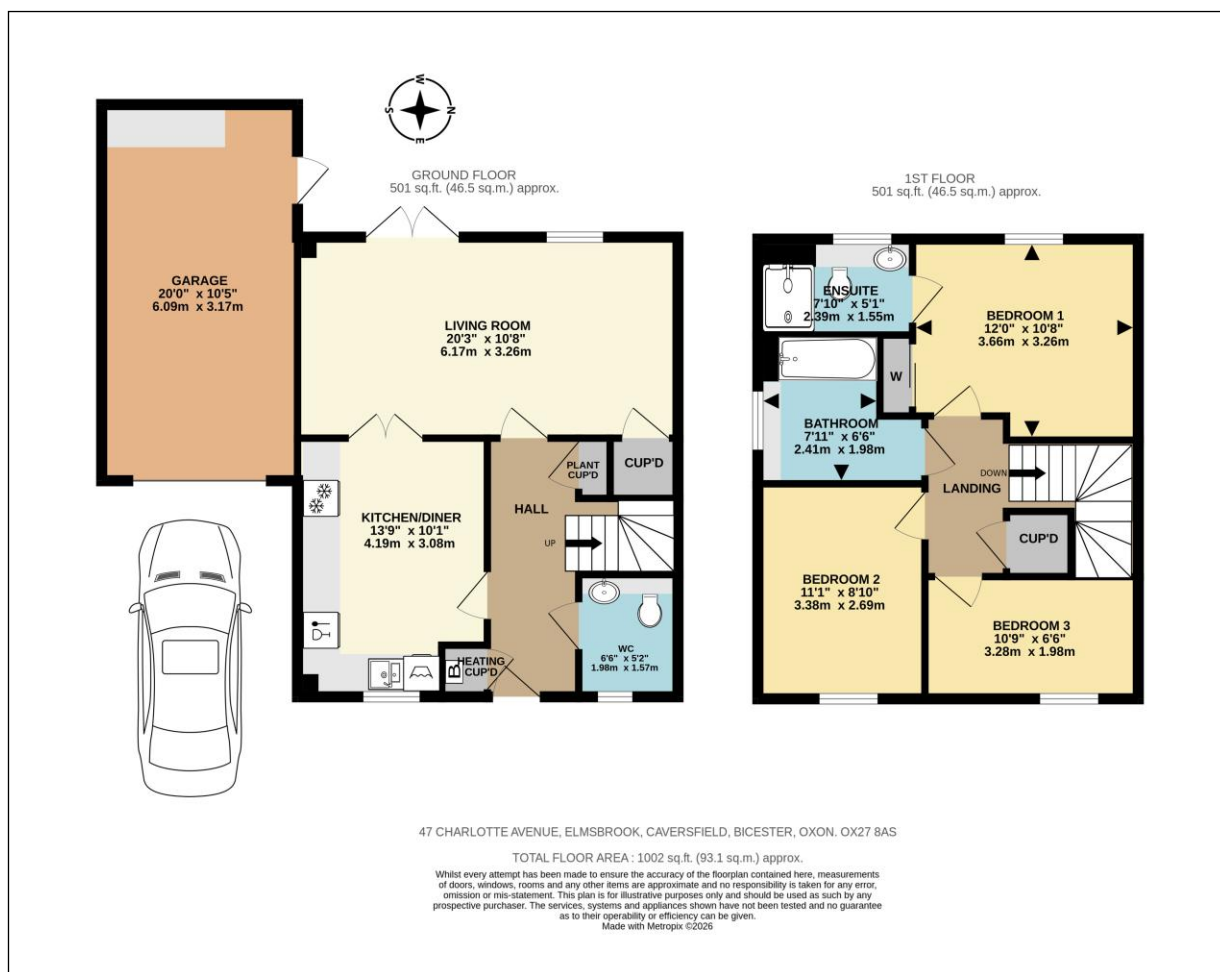 W
S
N
E
GROUND FLOOR
501 sq.ft. (46.5 sq.m.) approx.
GARAGE
20'0" x 10'5"
6.09m x 3.17m
LIVING ROOM
20'3" x 10'8"
6.17m x 3.26m
PLANT
CUP'D
CUP'D
KITCHEN/DINER
13'9" x 10'1"
4.19m x 3.08m
HALL
UP
HEATING
CUP'D
B
WC
6'6" x 5'2"
1.98m x 1.57m
1ST FLOOR
501 sq.ft. (46.5 sq.m.) approx.
ENSUITE
7'10" x 5'1"
2.39m x 1.55m
BEDROOM 1
12'0" x 10'8"
3.66m x 3.26m
W
BATHROOM
7'11" x 6'6"
2.41m x 1.98m
DOWN
LANDING
CUP'D
BEDROOM 2
11'1" x 8'10"
3.38m x 2.69m
BEDROOM 3
10'9" x 6'6"
3.28m x 1.98m
47 CHARLOTTE AVENUE, ELMSBROOK, CAVERSFIELD, BICESTER, OXON. OX27 8AS
TOTAL FLOOR AREA : 1002 sq.ft. (93.1 sq.m.) approx.
Whilst every attempt has been made to ensure the accuracy of the floorplan contained here, measurements
of doors, windows, rooms and any other items are approximate and no responsibility is taken for any error,
omission or mis-statement. This plan is for illustrative purposes only and should be used as such by any
prospective purchaser. The services, systems and appliances shown have not been tested and no guarantee
as to their operability or efficiency can be given.
Made with Metropix ©2026